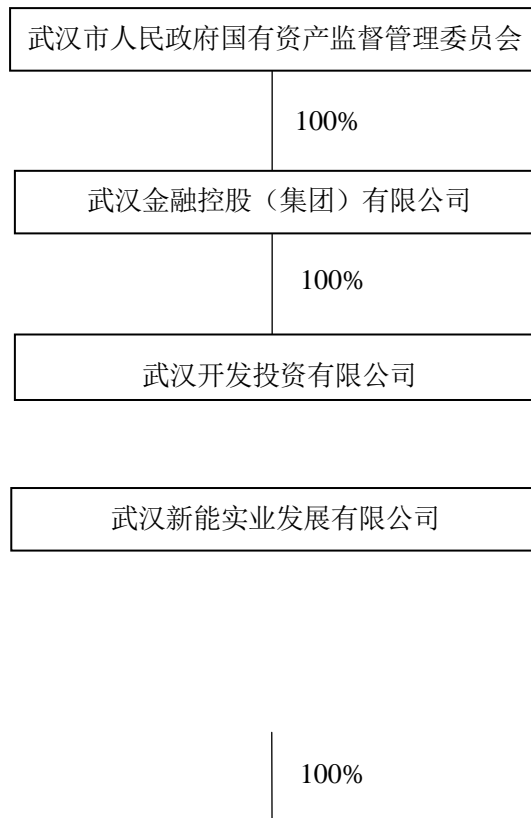 武汉市人民政府国有资产监督管理委员会
100%
武汉金融控股（集团）有限公司
100%
武汉开发投资有限公司
武汉新能实业发展有限公司
100%